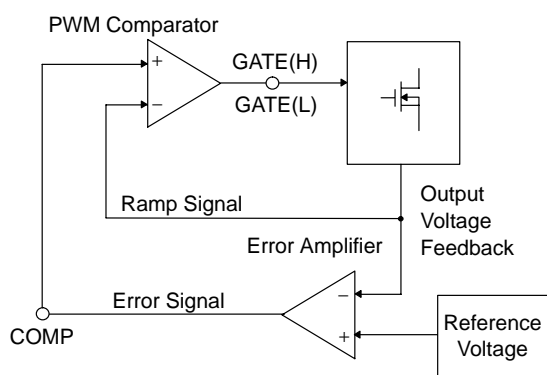 PWM Comparator
+
−
GATE(H)
GATE(L)
Ramp Signal
Output
Voltage
Feedback
Error Amplifier
Error Signal
−
+
COMP
Reference
Voltage